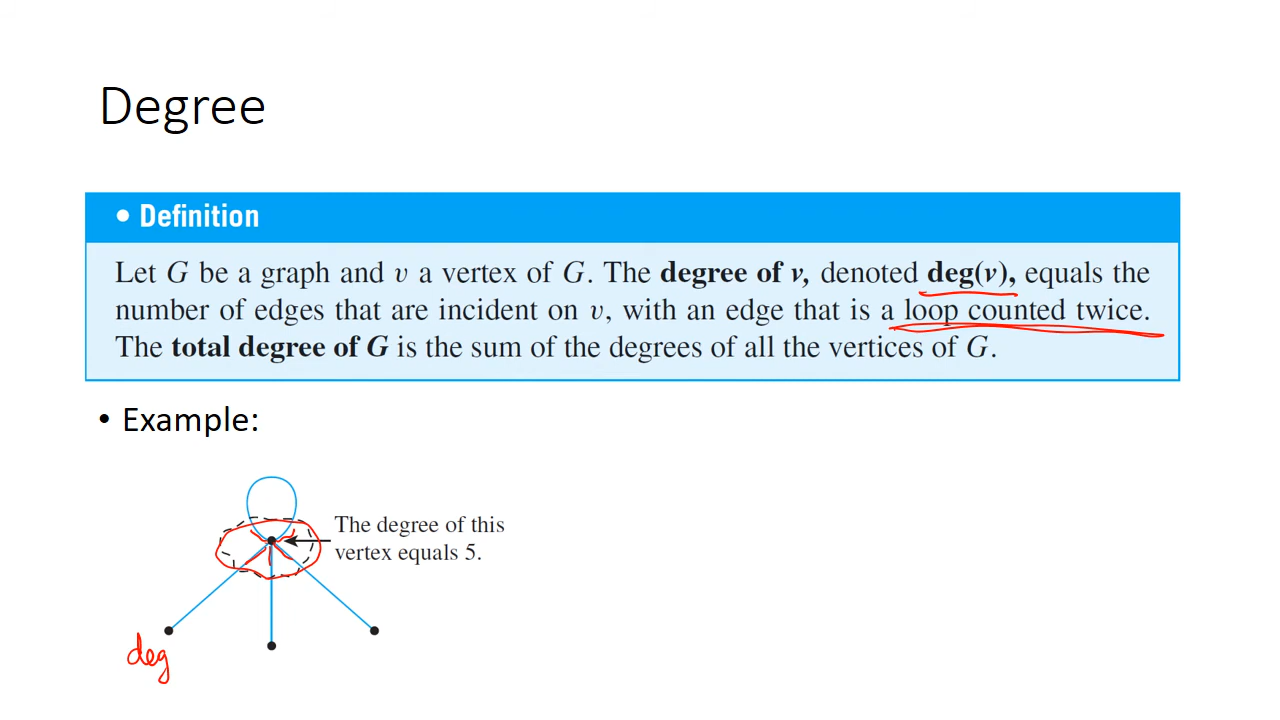 Degree
• Definition
Let G be a graph and v a vertex of G. The degree of v, denoted deg(v), equals the
number of edges that are incident on v, with an edge that is a loop counted twice.
The total degree of G is the sum of the degrees of all the vertices of G.
• Example:
The degree of this
vertex equals 5.
deg